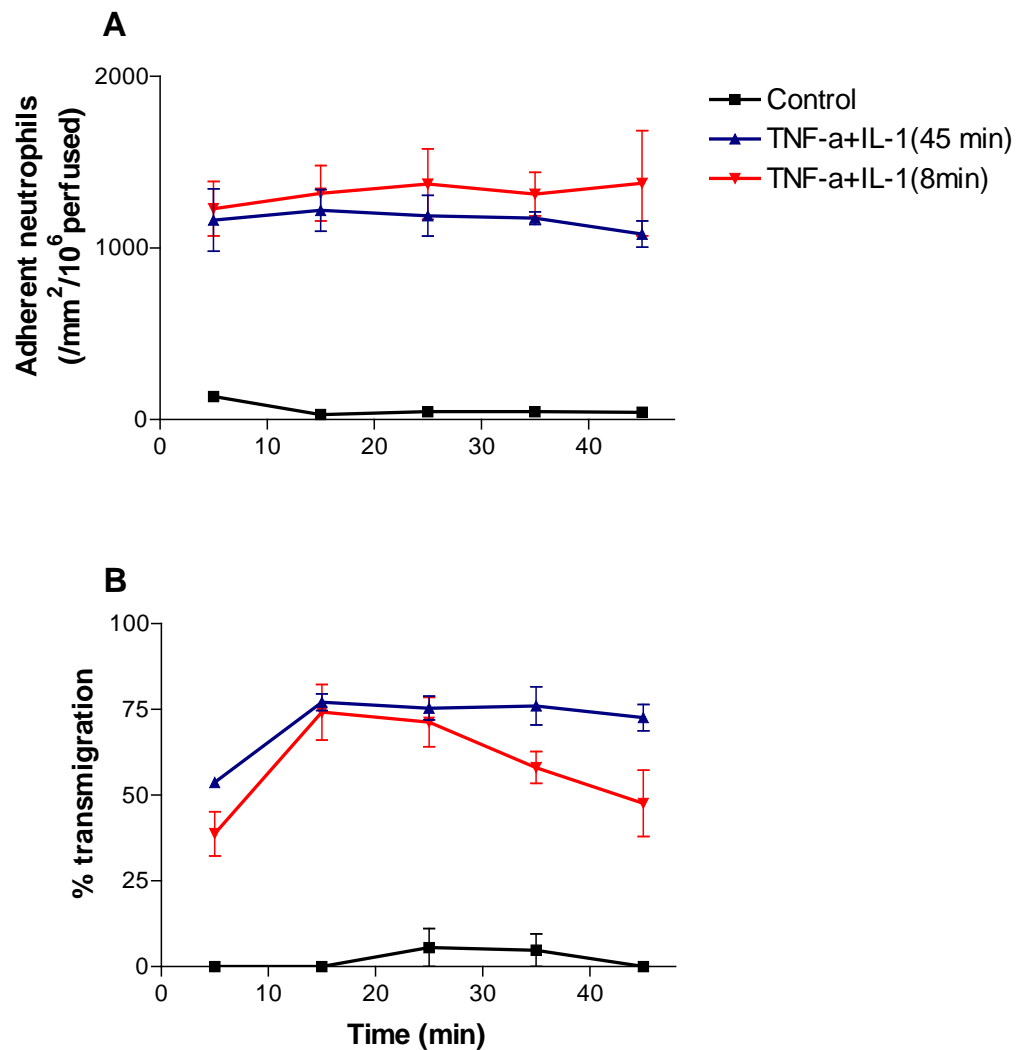 A
Adherent neutrophils
(/mm²/10⁶perfused)
2000
1000
0
0 10 20 30 40
Control
TNF-a+IL-1(45 min)
TNF-a+IL-1(8min)
B
% transmigration
100
75
50
25
0
0 10 20 30 40
Time (min)